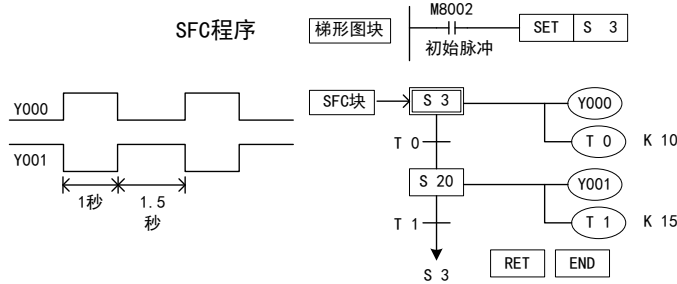 SFC程序
梯形图块
M8002
初始脉冲
SET S 3
Y000
Y001
1秒
1.5
秒
SFC块
S 3
Y000
T 0
T 0 K 10
S 20
Y001
T 1
T 1 K 15
S 3
RET
END